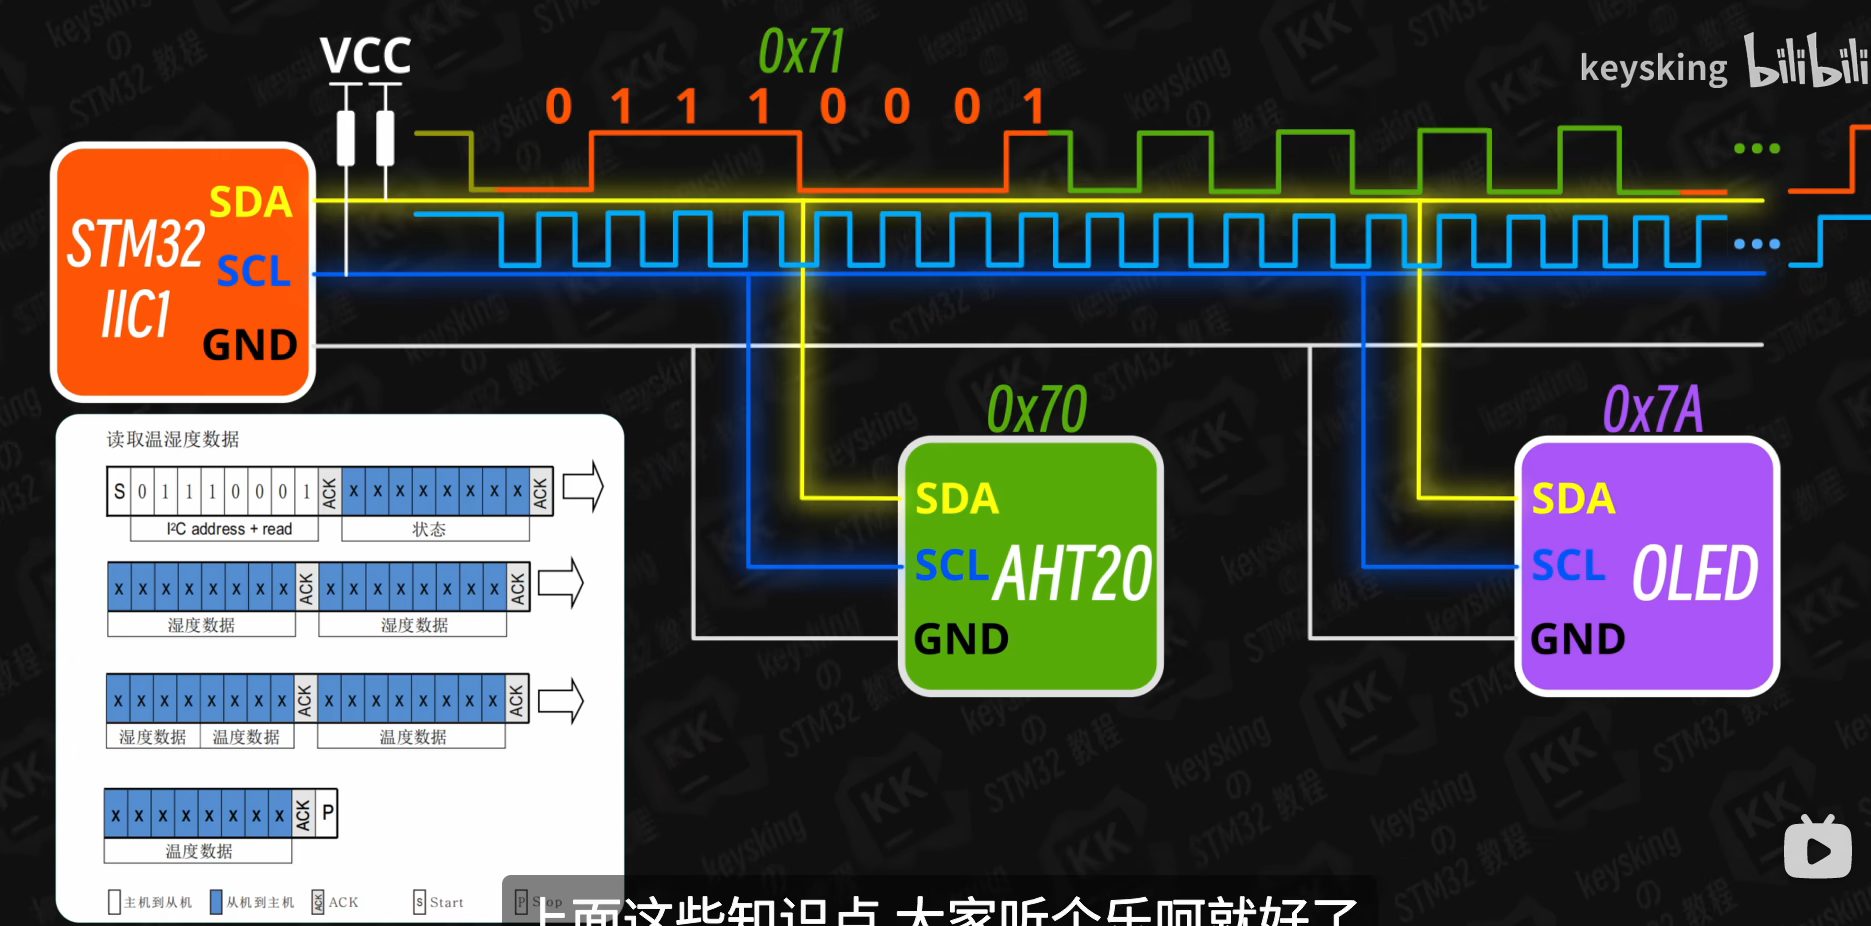 keysking bilibili
0x71
VCC
0 1 1 1 0 0 0 1
SDA
STM32
IIC1
SCL
GND
0x70
SDA
SCL
AHT20
GND
0x7A
SDA
SCL
OLED
GND
读取温湿度数据
S 0 1 1 1 0 0 0 1 ACK x x x x x x x x ACK
I²C address + read 状态
x x x x x x x x ACK x x x x x x x x ACK
湿度数据 湿度数据
x x x x x x x x ACK x x x x x x x x ACK
湿度数据 温度数据 温度数据
x x x x x x x x ACK P
温度数据
主机到从机 从机到主机 ACK ACK S Start P Stop
上面这些知识点 大家听个乐呵就好了